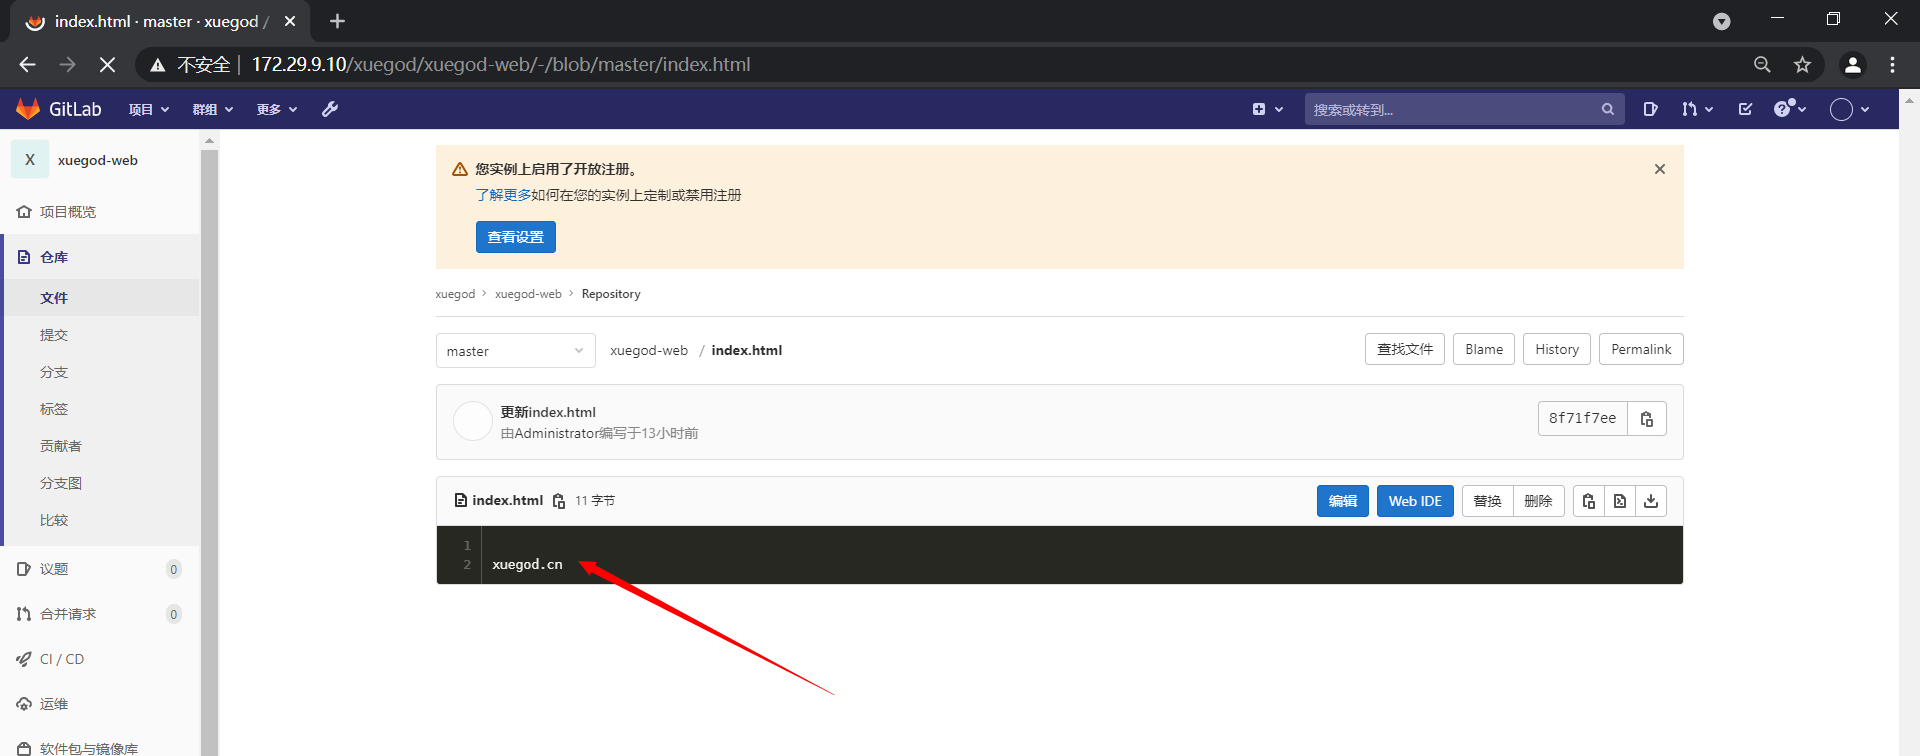 index.html · master · xuegod /
不安全 | 172.29.9.10/xuegod/xuegod-web/-/blob/master/index.html
GitLab 项目 群组 更多 搜索或转到...
X xuegod-web
项目概览
仓库
文件
提交
分支
标签
贡献者
分支图
比较
议题 0
合并请求 0
CI / CD
运维
软件包与镜像库
您实例上启用了开放注册。
了解更多如何在您的实例上定制或禁用注册
查看设置
xuegod > xuegod-web > Repository
master xuegod-web / index.html 查找文件 Blame History Permalink
更新index.html
由Administrator编写于13小时前
8f71f7ee
index.html 11 字节 编辑 Web IDE 替换 删除
1
2 xuegod.cn